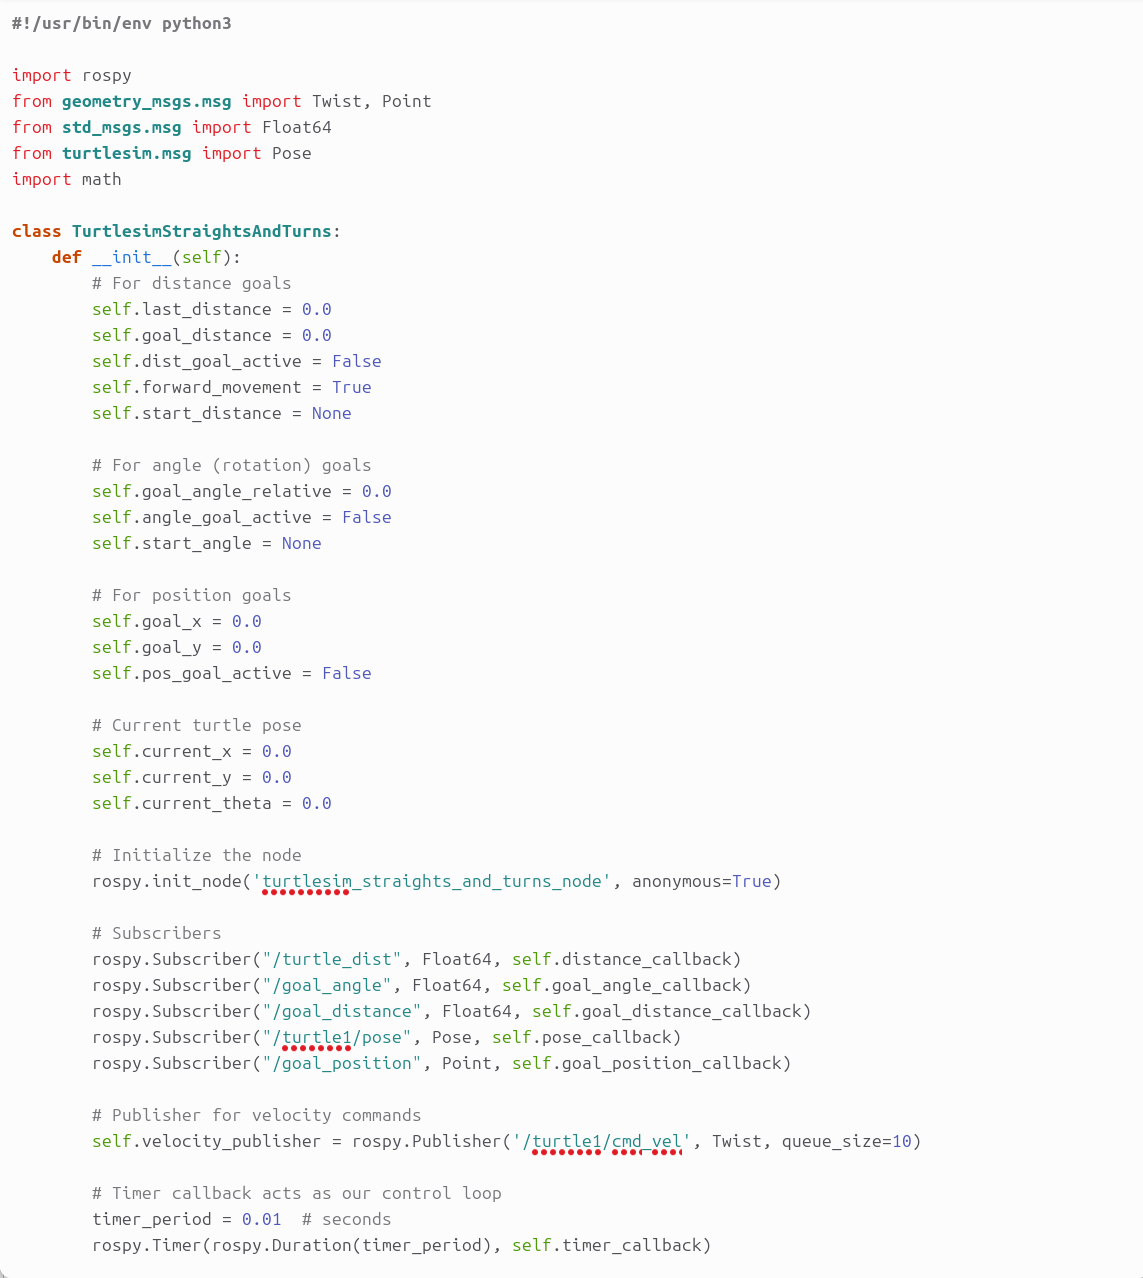 #!/usr/bin/env python3

import rospy
from geometry_msgs.msg import Twist, Point
from std_msgs.msg import Float64
from turtlesim.msg import Pose
import math

class TurtlesimStraightsAndTurns:
    def __init__(self):
        # For distance goals
        self.last_distance = 0.0
        self.goal_distance = 0.0
        self.dist_goal_active = False
        self.forward_movement = True
        self.start_distance = None

        # For angle (rotation) goals
        self.goal_angle_relative = 0.0
        self.angle_goal_active = False
        self.start_angle = None

        # For position goals
        self.goal_x = 0.0
        self.goal_y = 0.0
        self.pos_goal_active = False

        # Current turtle pose
        self.current_x = 0.0
        self.current_y = 0.0
        self.current_theta = 0.0

        # Initialize the node
        rospy.init_node('turtlesim_straights_and_turns_node', anonymous=True)

        # Subscribers
        rospy.Subscriber("/turtle_dist", Float64, self.distance_callback)
        rospy.Subscriber("/goal_angle", Float64, self.goal_angle_callback)
        rospy.Subscriber("/goal_distance", Float64, self.goal_distance_callback)
        rospy.Subscriber("/turtle1/pose", Pose, self.pose_callback)
        rospy.Subscriber("/goal_position", Point, self.goal_position_callback)

        # Publisher for velocity commands
        self.velocity_publisher = rospy.Publisher('/turtle1/cmd_vel', Twist, queue_size=10)

        # Timer callback acts as our control loop
        timer_period = 0.01  # seconds
        rospy.Timer(rospy.Duration(timer_period), self.timer_callback)